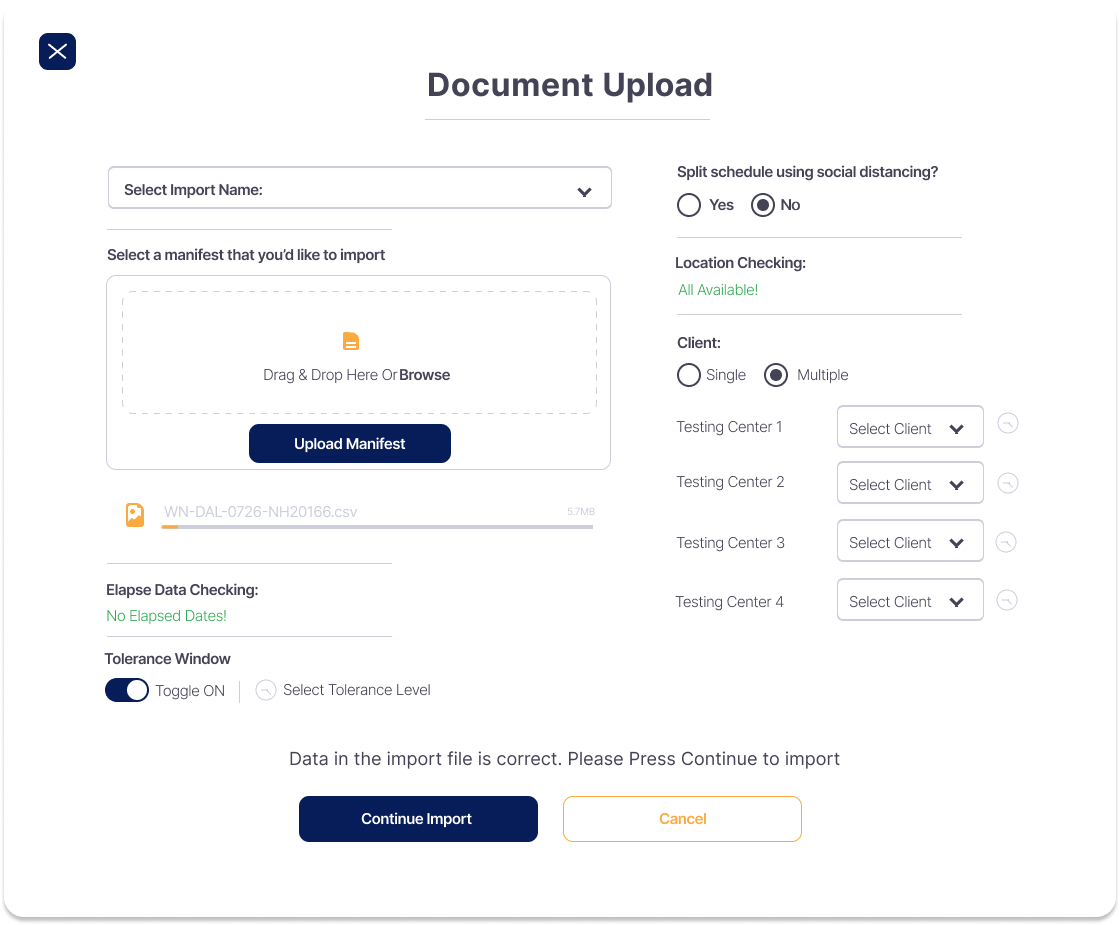 Document Upload
Select Import Name:
Select a manifest that you’d like to import
Drag & Drop Here Or Browse
Upload Manifest
WN-DAL-0726-NH20166.csv
5.7MB
Elapse Data Checking:
No Elapsed Dates!
Tolerance Window
Toggle ON
Select Tolerance Level
Split schedule using social distancing?
Yes
No
Location Checking:
All Available!
Client:
Single
Multiple
Testing Center 1
Select Client
Testing Center 2
Select Client
Testing Center 3
Select Client
Testing Center 4
Select Client
Data in the import file is correct. Please Press Continue to import
Continue Import
Cancel